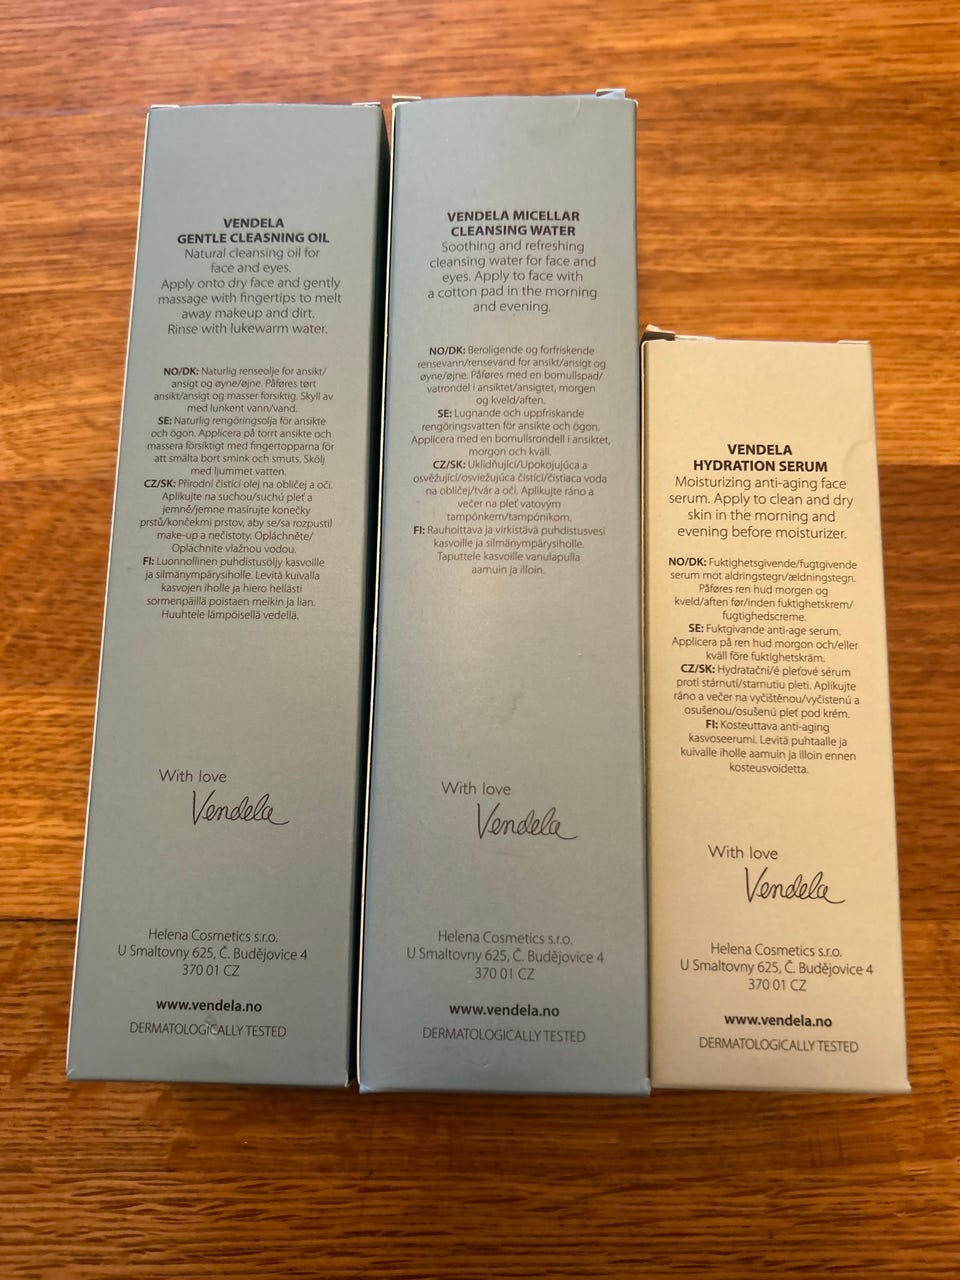 VENDELA
GENTLE CLEASNING OIL
Natural cleansing oil for
face and eyes.
Apply onto dry face and gently
massage with fingertips to melt
away makeup and dirt.
Rinse with lukewarm water.
NO/DK: Naturlig renseolje for ansikt/
ansigt og øyne/øjne. Påføres tørt
ansikt/ansigt og masser forsiktig. Skyll av
med lunkent vann/vand.
SE: Naturlig rengöringsolja för ansikte
och ögon. Applicera på torrt ansikte och
massera försiktigt med fingertopparna för
att smälta bort smink och smuts. Skölj
med ljummet vatten.
CZ/SK: Přírodní čistící olej na obličej a oči.
Aplikujte na suchou/suchú pleť a
jemně/jemne masírujte konečky
prstů/končekmi prstov, aby se/sa rozpustil
make-up a nečistoty. Opláchněte/
Opláchnite vlažnou vodou.
FI: Luonnollinen puhdistusöljy kasvoille
ja silmänympärysiholle. Levitä kuivalla
kasvojen iholle ja hiero hellästi
sormenpäillä poistaen meikin ja lian.
Huuhtele lämpöisellä vedellä.
With love
Vendela
Helena Cosmetics s.r.o.
U Smaltovny 625, Č. Budějovice 4
370 01 CZ
www.vendela.no
DERMATOLOGICALLY TESTED
VENDELA MICELLAR
CLEANSING WATER
Soothing and refreshing
cleansing water for face and
eyes. Apply to face with
a cotton pad in the morning
and evening.
NO/DK: Beroligende og forfriskende
rensevann/rensevand for ansikt/ansigt og
øyne/øjne. Påføres med en bomullspad/
vatrondel i ansiktet/ansigtet, morgen
og kveld/aften.
SE: Lugnande och uppfriskande
rengöringsvatten för ansikte och ögon.
Applicera med en bomullsrondell i ansiktet,
morgon och kväll.
CZ/SK: Uklidňující/Upokojujúca a
osvěžující/osviežujúca čistící/čistiaca voda
na obličej/tvár a oči. Aplikujte ráno a
večer na pleť vatovým
tampónkem/tampónikom.
FI: Rauhoittava ja virkistävä puhdistusvesi
kasvoille ja silmänympärysiholle.
Taputtele kasvoille vanulapulla
aamuin ja illoin.
With love
Vendela
Helena Cosmetics s.r.o.
U Smaltovny 625, Č. Budějovice 4
370 01 CZ
www.vendela.no
DERMATOLOGICALLY TESTED
VENDELA
HYDRATION SERUM
Moisturizing anti-aging face
serum. Apply to clean and dry
skin in the morning and
evening before moisturizer.
NO/DK: Fuktighetsgivende/fugtgivende
serum mot aldringstegn/ældningstegn.
Påføres ren hud morgen og
kveld/aften før/inden fuktighetskrem/
fugtighedscreme.
SE: Fuktgivande anti-age serum.
Applicera på ren hud morgon och/eller
kväll före fuktighetskräm.
CZ/SK: Hydratační/é pleťové sérum
proti stárnutí/starnutiu pleti. Aplikujte
ráno a večer na vyčištěnou/vyčistenú a
osušenou/osušenú pleť pod krém.
FI: Kosteuttava anti-aging
kasvoseerumi. Levitä puhtaalle ja
kuivalle iholle aamuin ja illoin ennen
kosteusvoidetta.
With love
Vendela
Helena Cosmetics s.r.o.
U Smaltovny 625, Č. Budějovice 4
370 01 CZ
www.vendela.no
DERMATOLOGICALLY TESTED